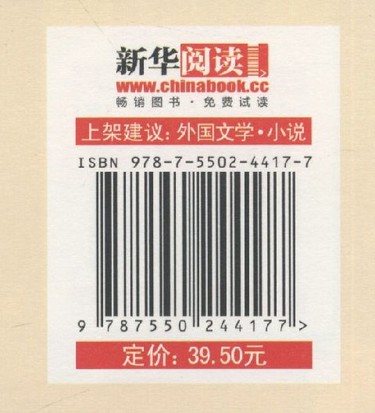 新华阅读
www.chinabook.cc
畅销图书·免费试读
上架建议：外国文学·小说
ISBN 978-7-5502-4417-7
9 787550 244177 >
定价：39.50元